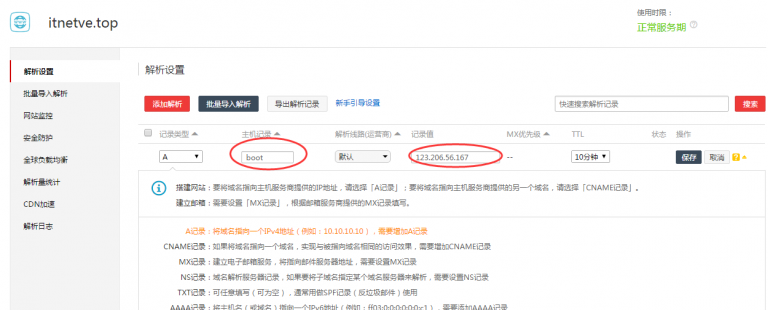 itnetve.top
使用时限：
正常服务期
解析设置
批量导入解析
网站监控
安全防护
全球负载均衡
解析量统计
CDN加速
解析日志
解析设置
添加解析 批量导入解析 导出解析记录 新手引导设置 快速搜索解析记录 搜索
记录类型 主机记录 解析线路(运营商) 记录值 MX优先级 TTL 状态 操作
A boot 默认 123.206.56.167 -- 10分钟 保存 取消 ?
搭建网站：要将域名指向主机服务商提供的IP地址，请选择「A记录」；要将域名指向主机服务商提供的另一个域名，请选择「CNAME记录」。
建立邮箱：需要设置「MX记录」，根据邮箱服务商提供的MX记录填写。
A记录：将域名指向一个IPv4地址（例如：10.10.10.10），需要增加A记录
CNAME记录：如果将域名指向一个域名，实现与被指向域名相同的访问效果，需要增加CNAME记录
MX记录：建立电子邮箱服务，将指向邮件服务器地址，需要设置MX记录
NS记录：域名解析服务器记录，如果要将子域名指定某个域名服务器来解析，需要设置NS记录
TXT记录：可任意填写（可为空），通常用做SPF记录（反垃圾邮件）使用
AAAA记录：将主机名（或域名）指向一个IPv6地址（例如：ff03:0:0:0:0:0:0:c1），需要添加AAAA记录